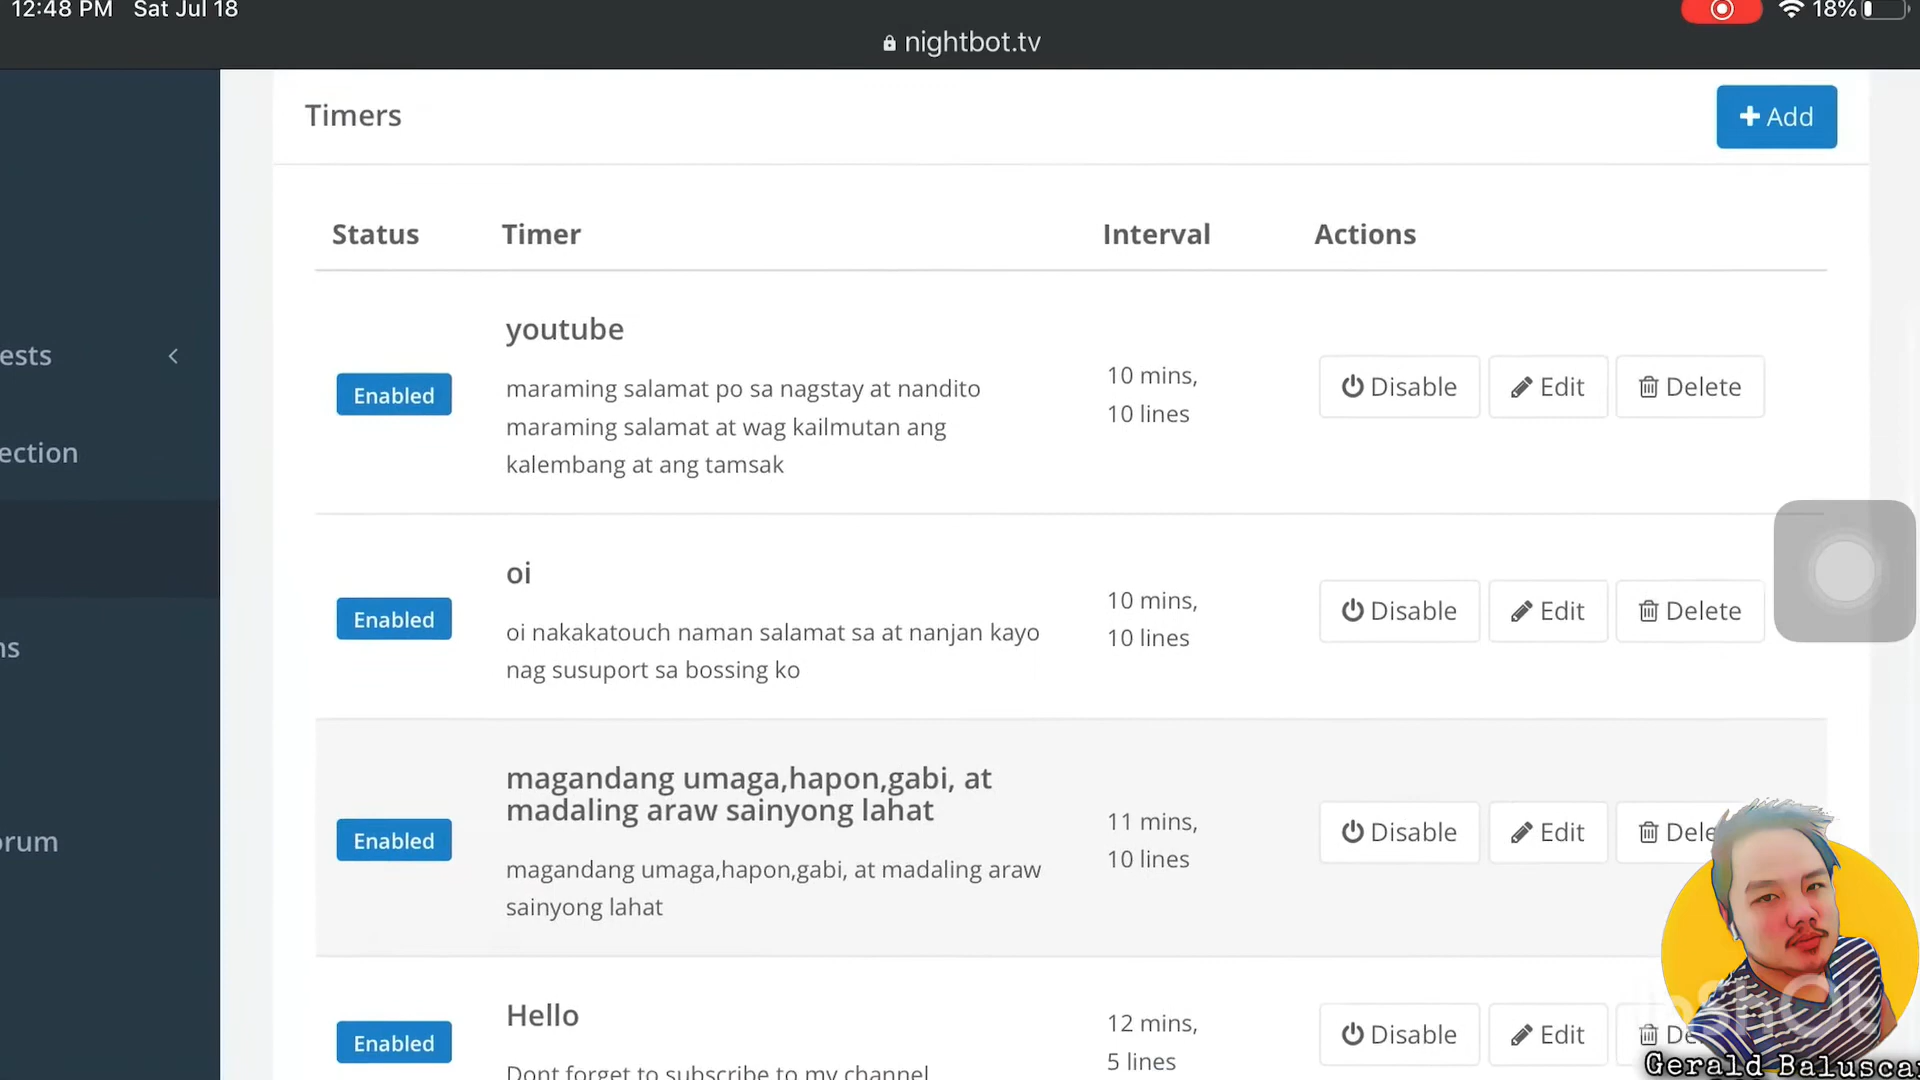 12:48 PM Sat Jul 18
18%
nightbot.tv
Timers
Add
Status Timer Interval Actions
youtube
Enabled
maraming salamat po sa nagstay at nandito
maraming salamat at wag kailmutan ang
kalembang at ang tamsak
10 mins,
10 lines
Disable Edit Delete
oi
Enabled
oi nakakatouch naman salamat sa at nanjan kayo
nag susuport sa bossing ko
10 mins,
10 lines
Disable Edit Delete
magandang umaga,hapon,gabi, at
madaling araw sainyong lahat
Enabled
magandang umaga,hapon,gabi, at madaling araw
sainyong lahat
11 mins,
10 lines
Disable Edit Dele
Hello
Enabled
Dont forget to subscribe to my channel
12 mins,
5 lines
Disable Edit De
ests
ection
ns
orum
Gerald Balusca